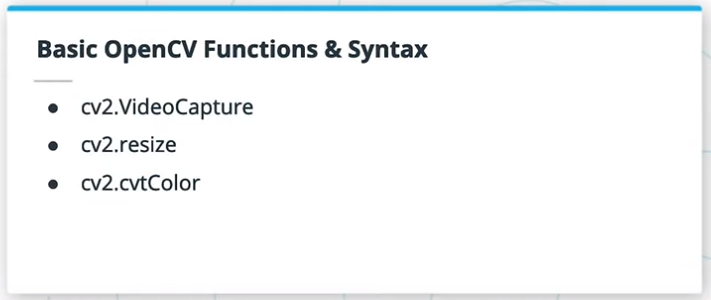 Basic OpenCV Functions & Syntax
● cv2.VideoCapture
● cv2.resize
● cv2.cvtColor